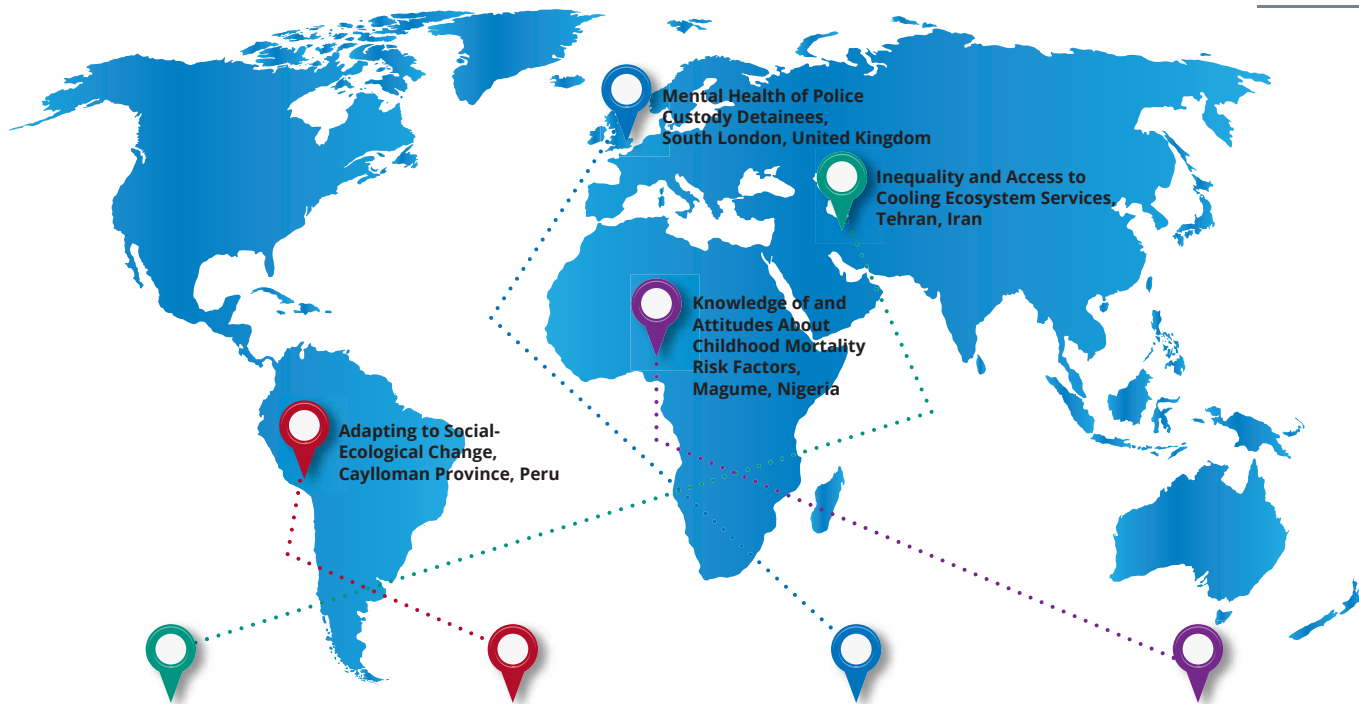 Mental Health of Police
Custody Detainees,
South London, United Kingdom
Inequality and Access to
Cooling Ecosystem Services,
Tehran, Iran
Knowledge of and
Attitudes About
Childhood Mortality
Risk Factors,
Magume, Nigeria
Adapting to Social-
Ecological Change,
Caylloman Province, Peru